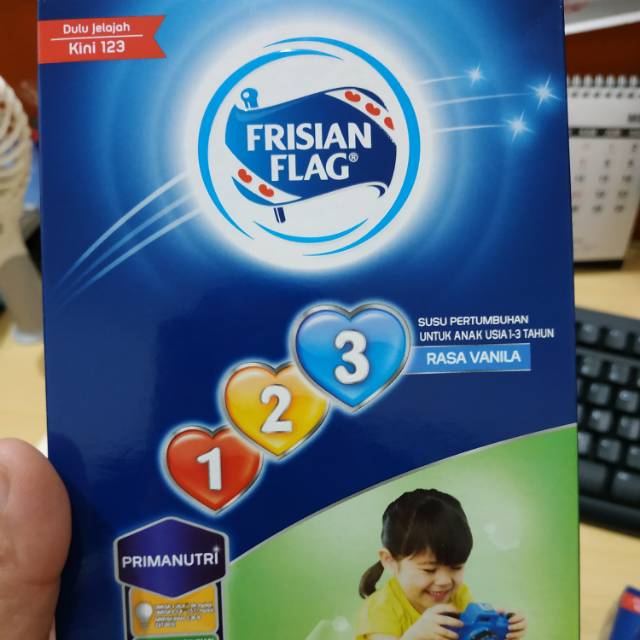 Dulu Jelajah
Kini 123
FRISIAN
FLAG®
SUSU PERTUMBUHAN
UNTUK ANAK USIA 1-3 TAHUN
RASA VANILA
3
2
1
PRIMANUTRI